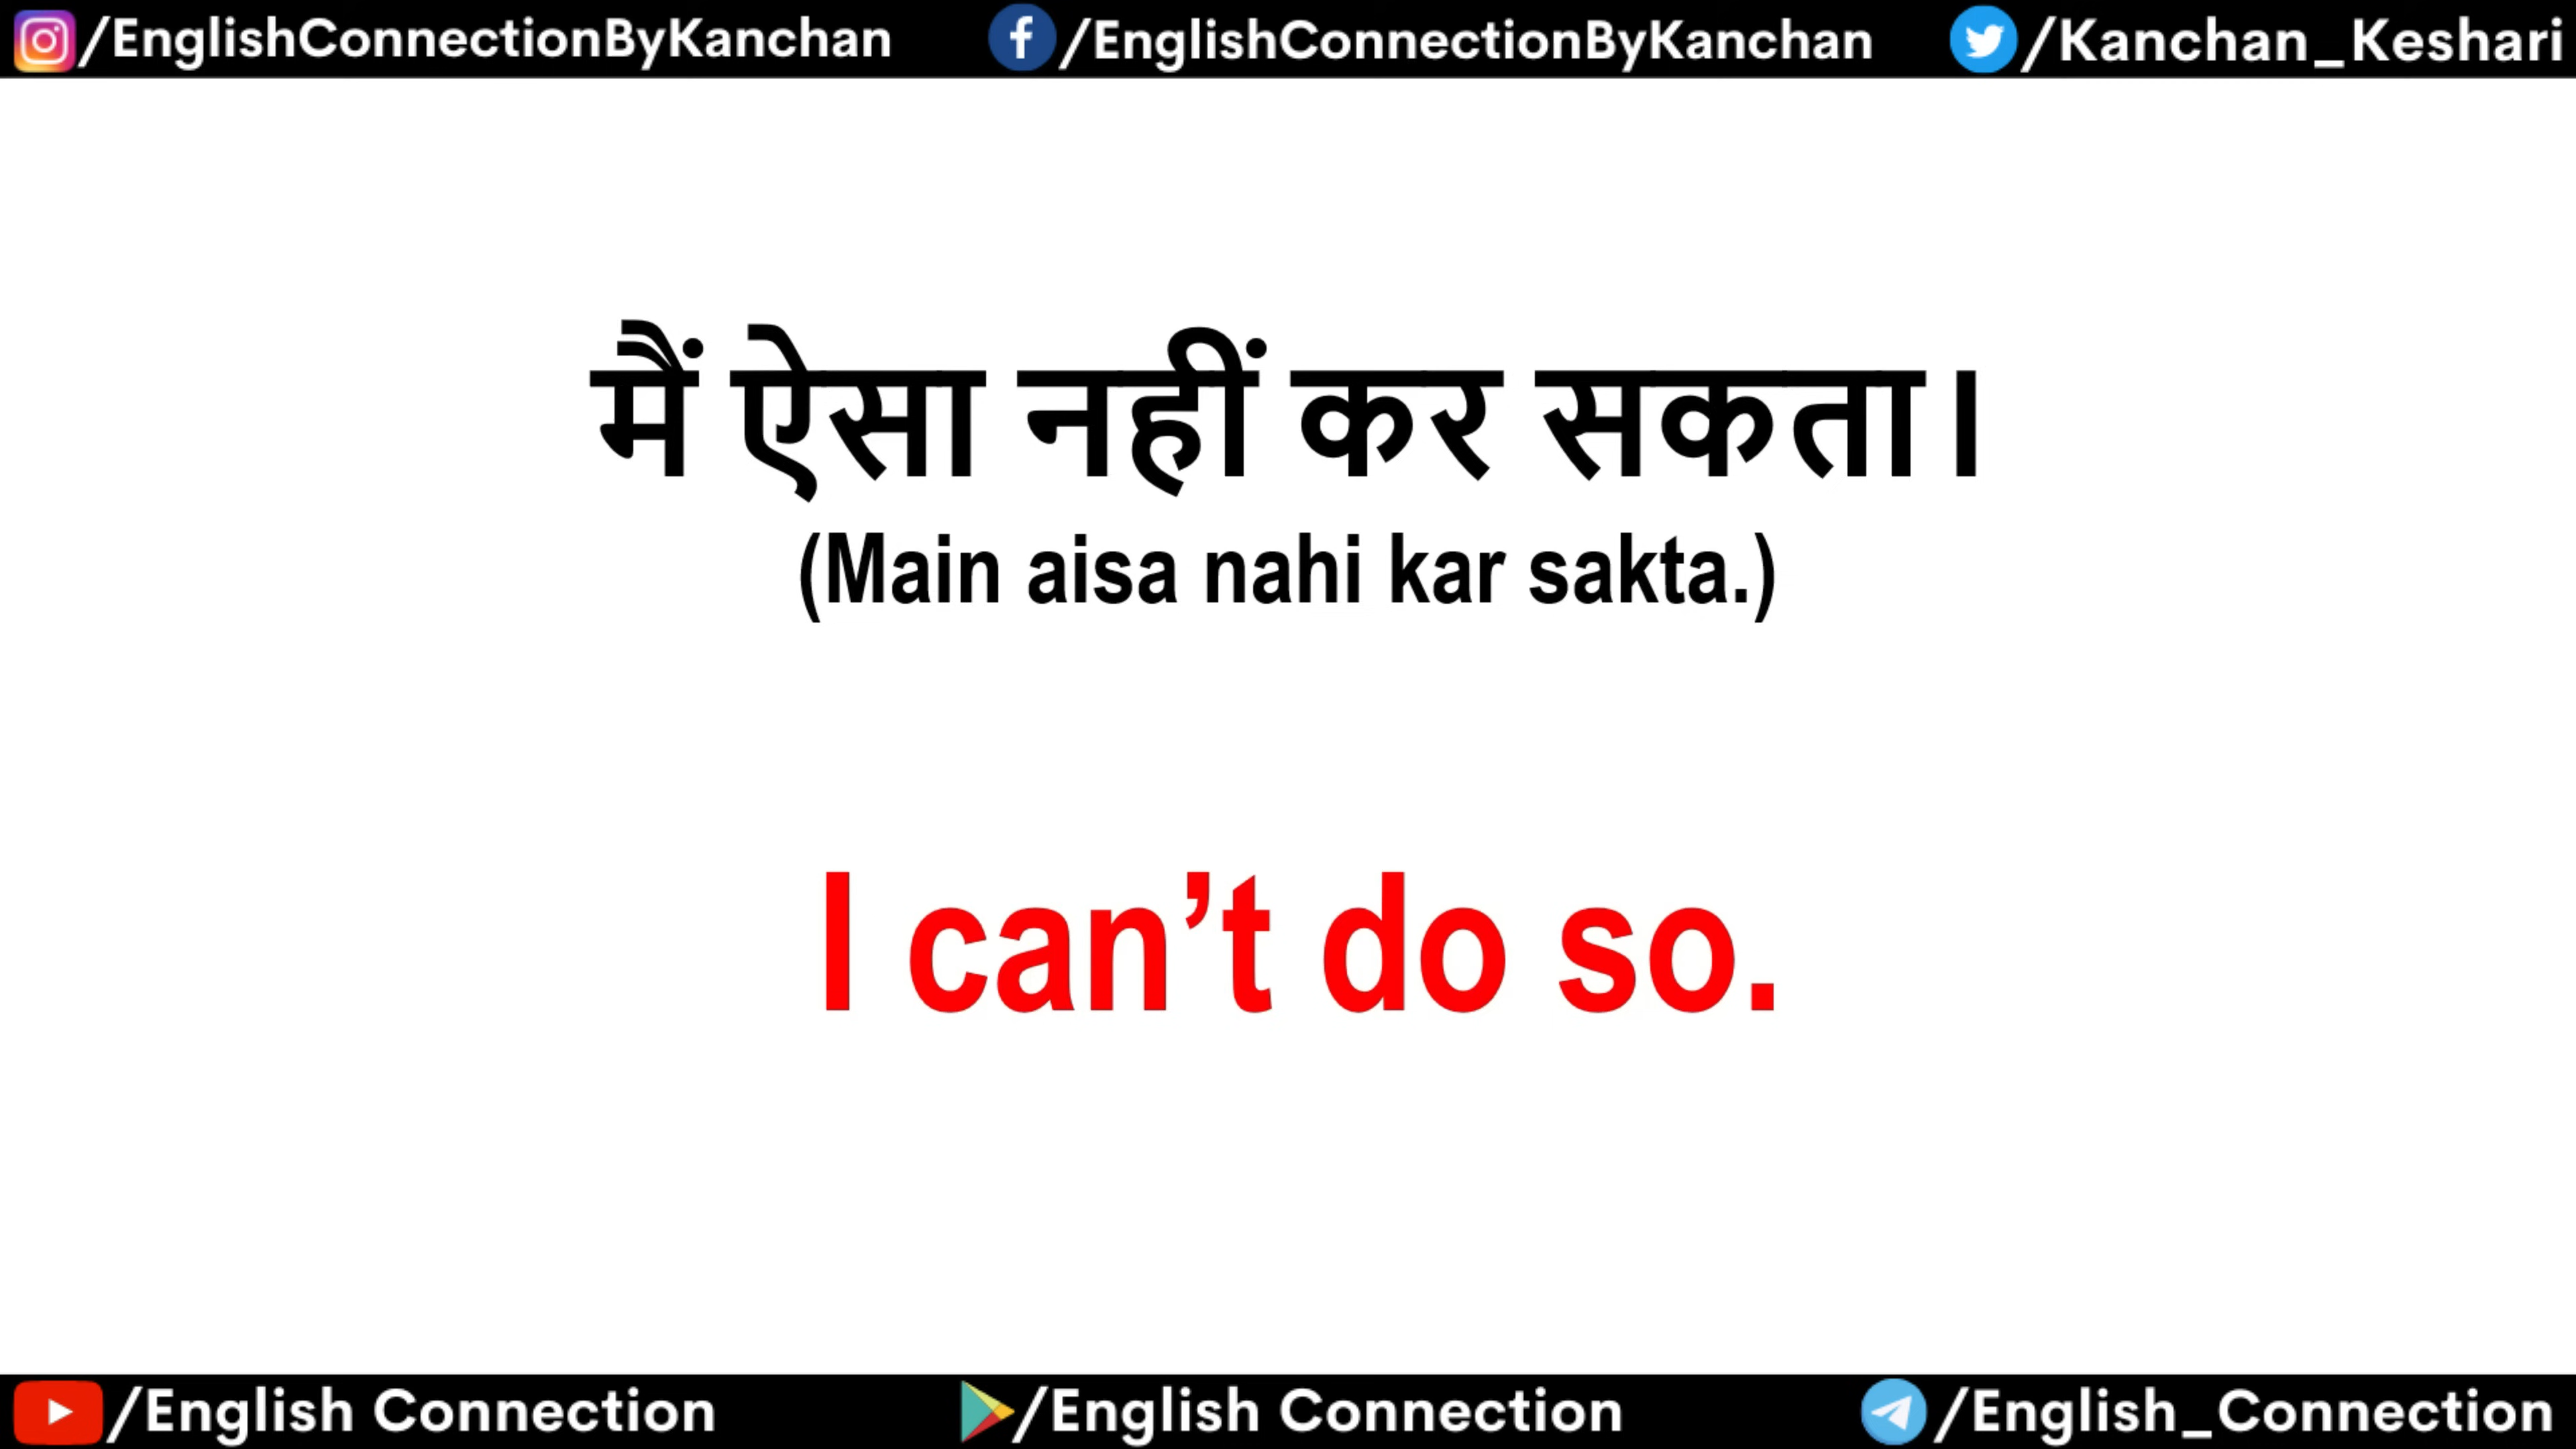 /EnglishConnectionByKanchan /EnglishConnectionByKanchan /Kanchan_Keshari
मैं ऐसा नहीं कर सकता।
(Main aisa nahi kar sakta.)
I can’t do so.
/English Connection /English Connection /English_Connection